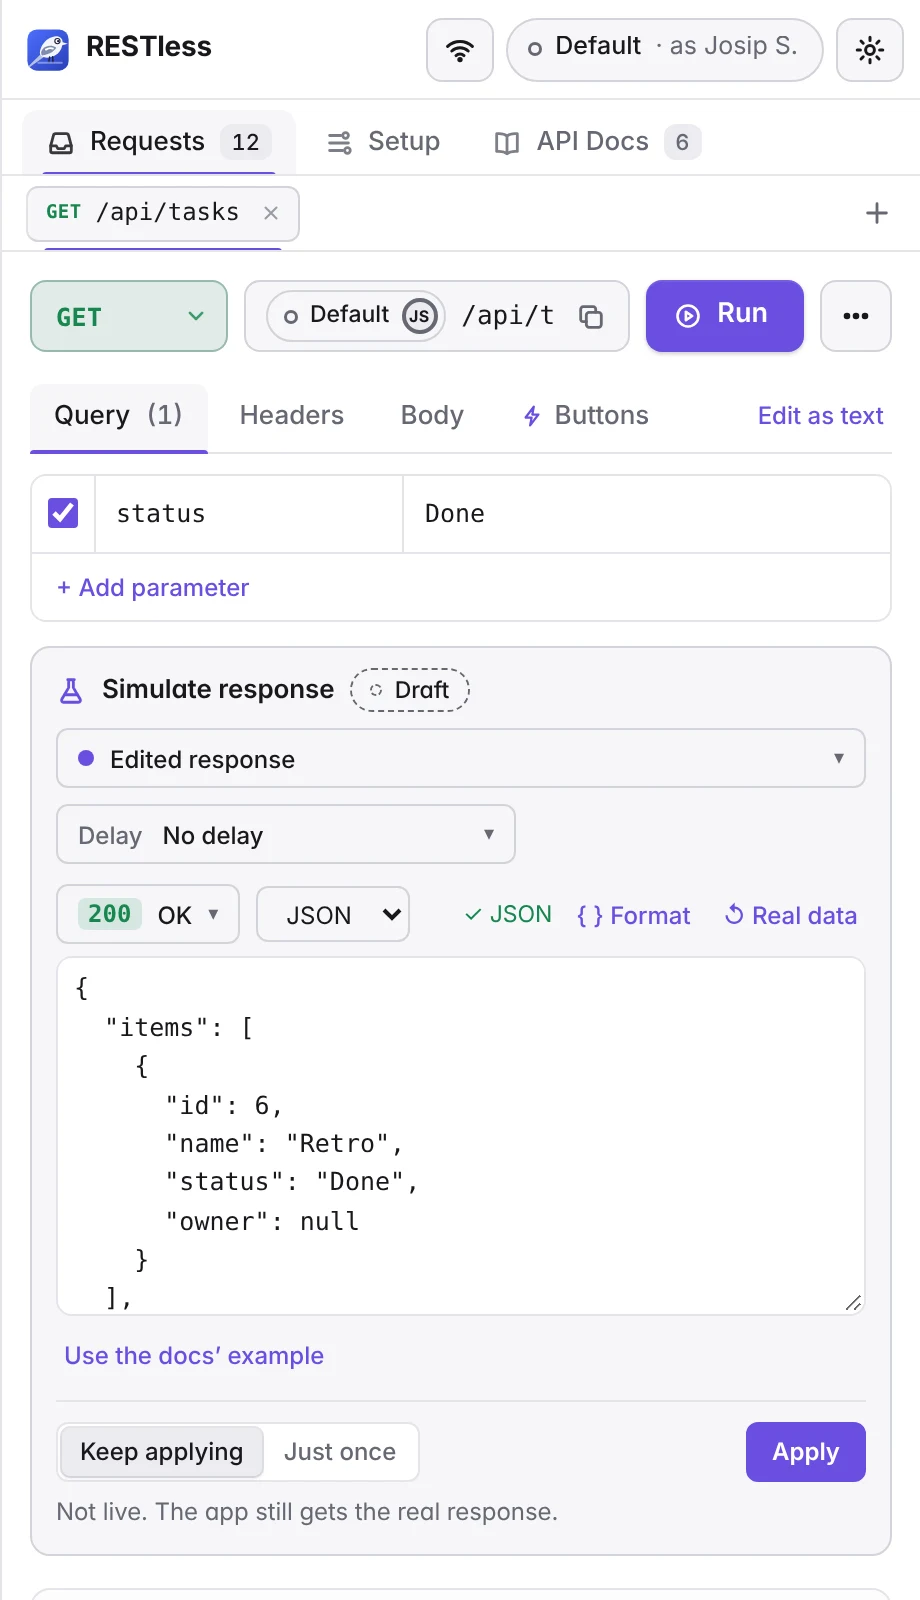 RESTless
Default · as Josip S.
Requests 12
Setup
API Docs 6
GET /api/tasks ×
+
GET
Default JS /api/t
Run
•••
Query (1)
Headers
Body
Buttons
Edit as text
status
Done
+ Add parameter
Simulate response
Draft
Edited response
Delay No delay
200 OK
JSON
✓ JSON
{ } Format
Real data
{
"items": [
{
"id": 6,
"name": "Retro",
"status": "Done",
"owner": null
}
],
Use the docs’ example
Keep applying
Just once
Apply
Not live. The app still gets the real response.